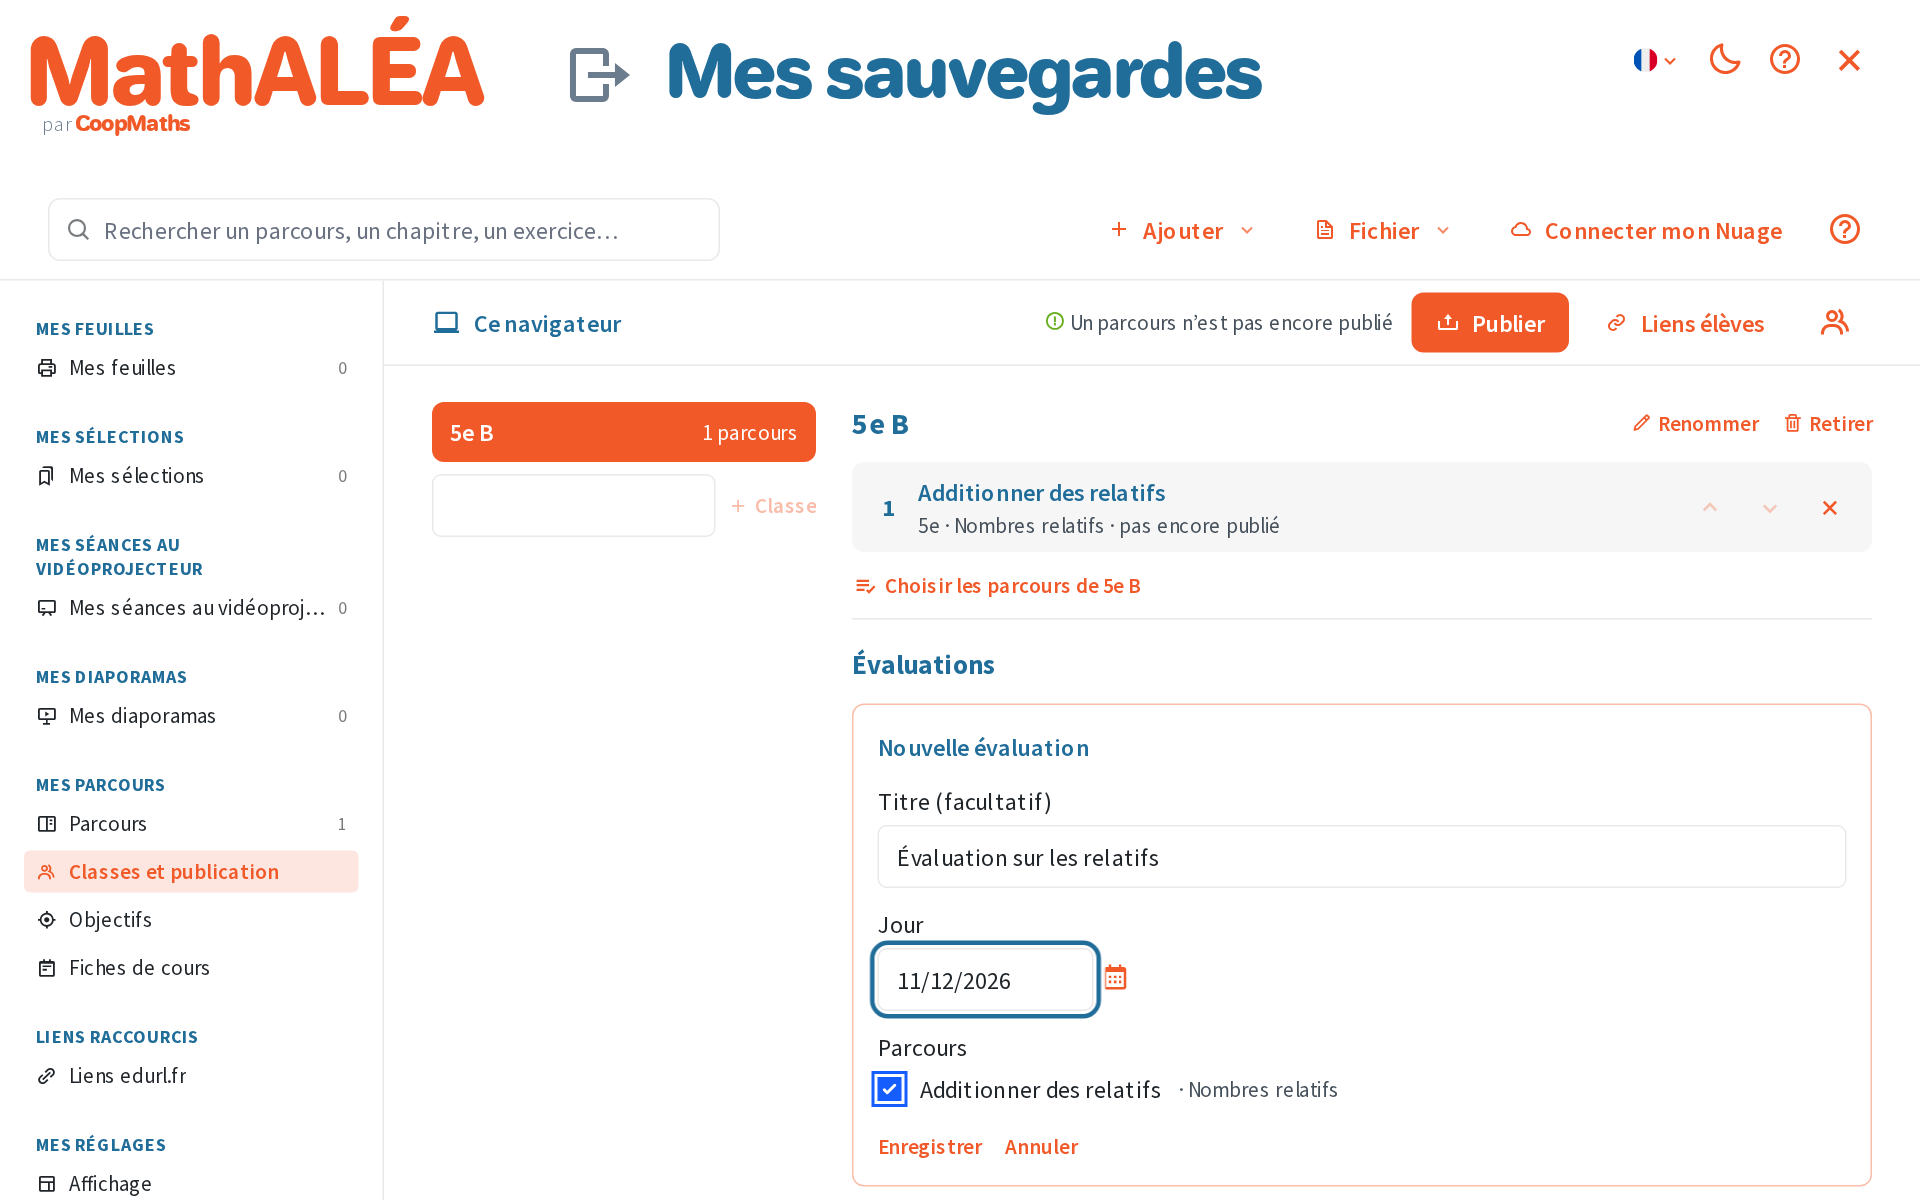 MathALÉA
par CoopMaths
Mes sauvegardes
Rechercher un parcours, un chapitre, un exercice…
Ajouter
Fichier
Connecter mon Nuage
MES FEUILLES
Mes feuilles 0
MES SÉLECTIONS
Mes sélections 0
MES SÉANCES AU
VIDÉOPROJECTEUR
Mes séances au vidéoproj… 0
MES DIAPORAMAS
Mes diaporamas 0
MES PARCOURS
Parcours 1
Classes et publication
Objectifs
Fiches de cours
LIENS RACCOURCIS
Liens edurl.fr
MES RÉGLAGES
Affichage
Ce navigateur
Un parcours n’est pas encore publié
Publier
Liens élèves
5e B 1 parcours
+ Classe
5e B
Renommer
Retirer
1
Additionner des relatifs
5e · Nombres relatifs · pas encore publié
Choisir les parcours de 5e B
Évaluations
Nouvelle évaluation
Titre (facultatif)
Évaluation sur les relatifs
Jour
11/12/2026
Parcours
Additionner des relatifs · Nombres relatifs
Enregistrer Annuler